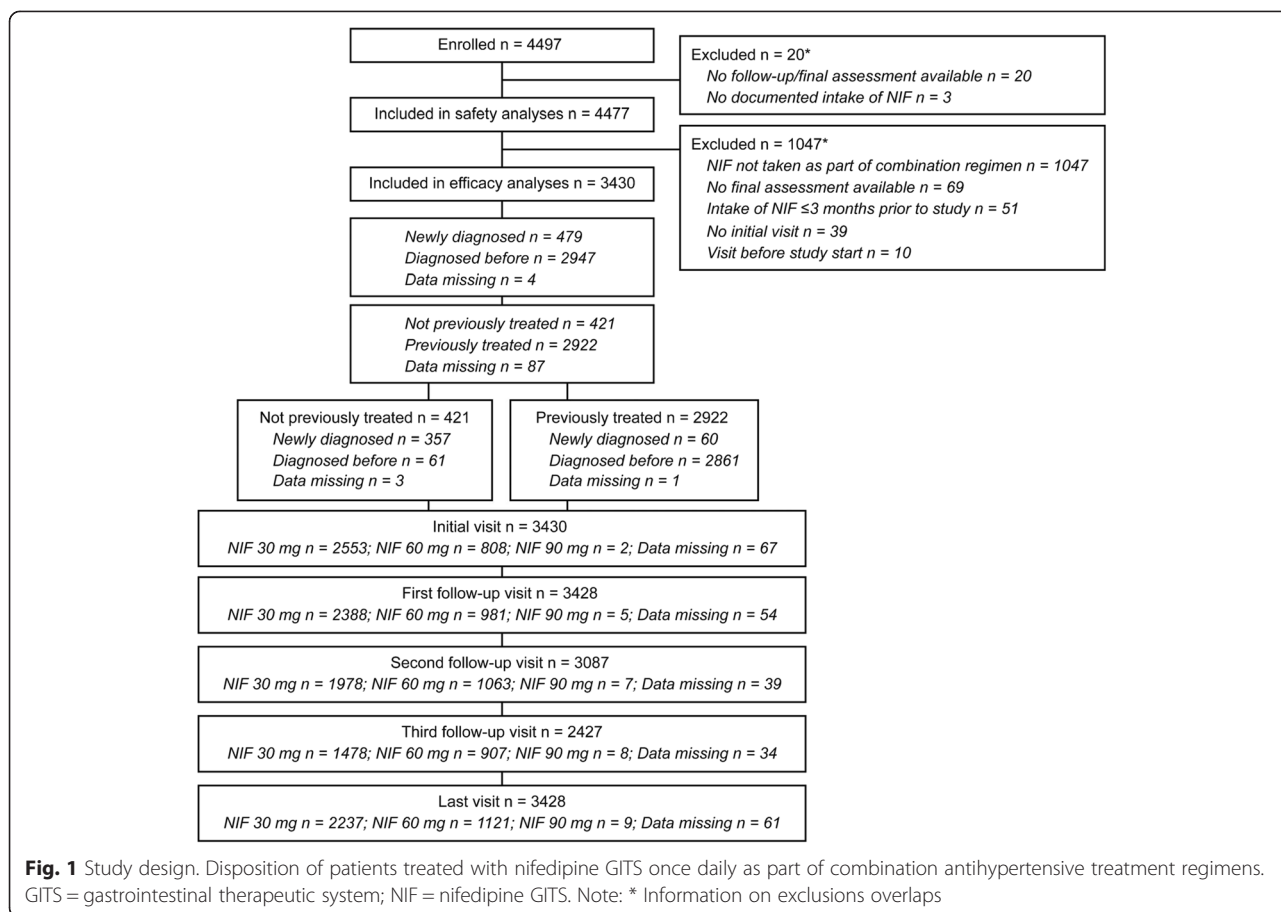 Enrolled n = 4497
Excluded n = 20*
No follow-up/final assessment available n = 20
No documented intake of NIF n = 3
Included in safety analyses n = 4477
Excluded n = 1047*
NIF not taken as part of combination regimen n = 1047
No final assessment available n = 69
Intake of NIF ≤3 months prior to study n = 51
No initial visit n = 39
Visit before study start n = 10
Included in efficacy analyses n = 3430
Newly diagnosed n = 479
Diagnosed before n = 2947
Data missing n = 4
Not previously treated n = 421
Previously treated n = 2922
Data missing n = 87
Not previously treated n = 421
Newly diagnosed n = 357
Diagnosed before n = 61
Data missing n = 3
Previously treated n = 2922
Newly diagnosed n = 60
Diagnosed before n = 2861
Data missing n = 1
Initial visit n = 3430
NIF 30 mg n = 2553; NIF 60 mg n = 808; NIF 90 mg n = 2; Data missing n = 67
First follow-up visit n = 3428
NIF 30 mg n = 2388; NIF 60 mg n = 981; NIF 90 mg n = 5; Data missing n = 54
Second follow-up visit n = 3087
NIF 30 mg n = 1978; NIF 60 mg n = 1063; NIF 90 mg n = 7; Data missing n = 39
Third follow-up visit n = 2427
NIF 30 mg n = 1478; NIF 60 mg n = 907; NIF 90 mg n = 8; Data missing n = 34
Last visit n = 3428
NIF 30 mg n = 2237; NIF 60 mg n = 1121; NIF 90 mg n = 9; Data missing n = 61
Fig. 1 Study design. Disposition of patients treated with nifedipine GITS once daily as part of combination antihypertensive treatment regimens.
GITS = gastrointestinal therapeutic system; NIF = nifedipine GITS. Note: * Information on exclusions overlaps